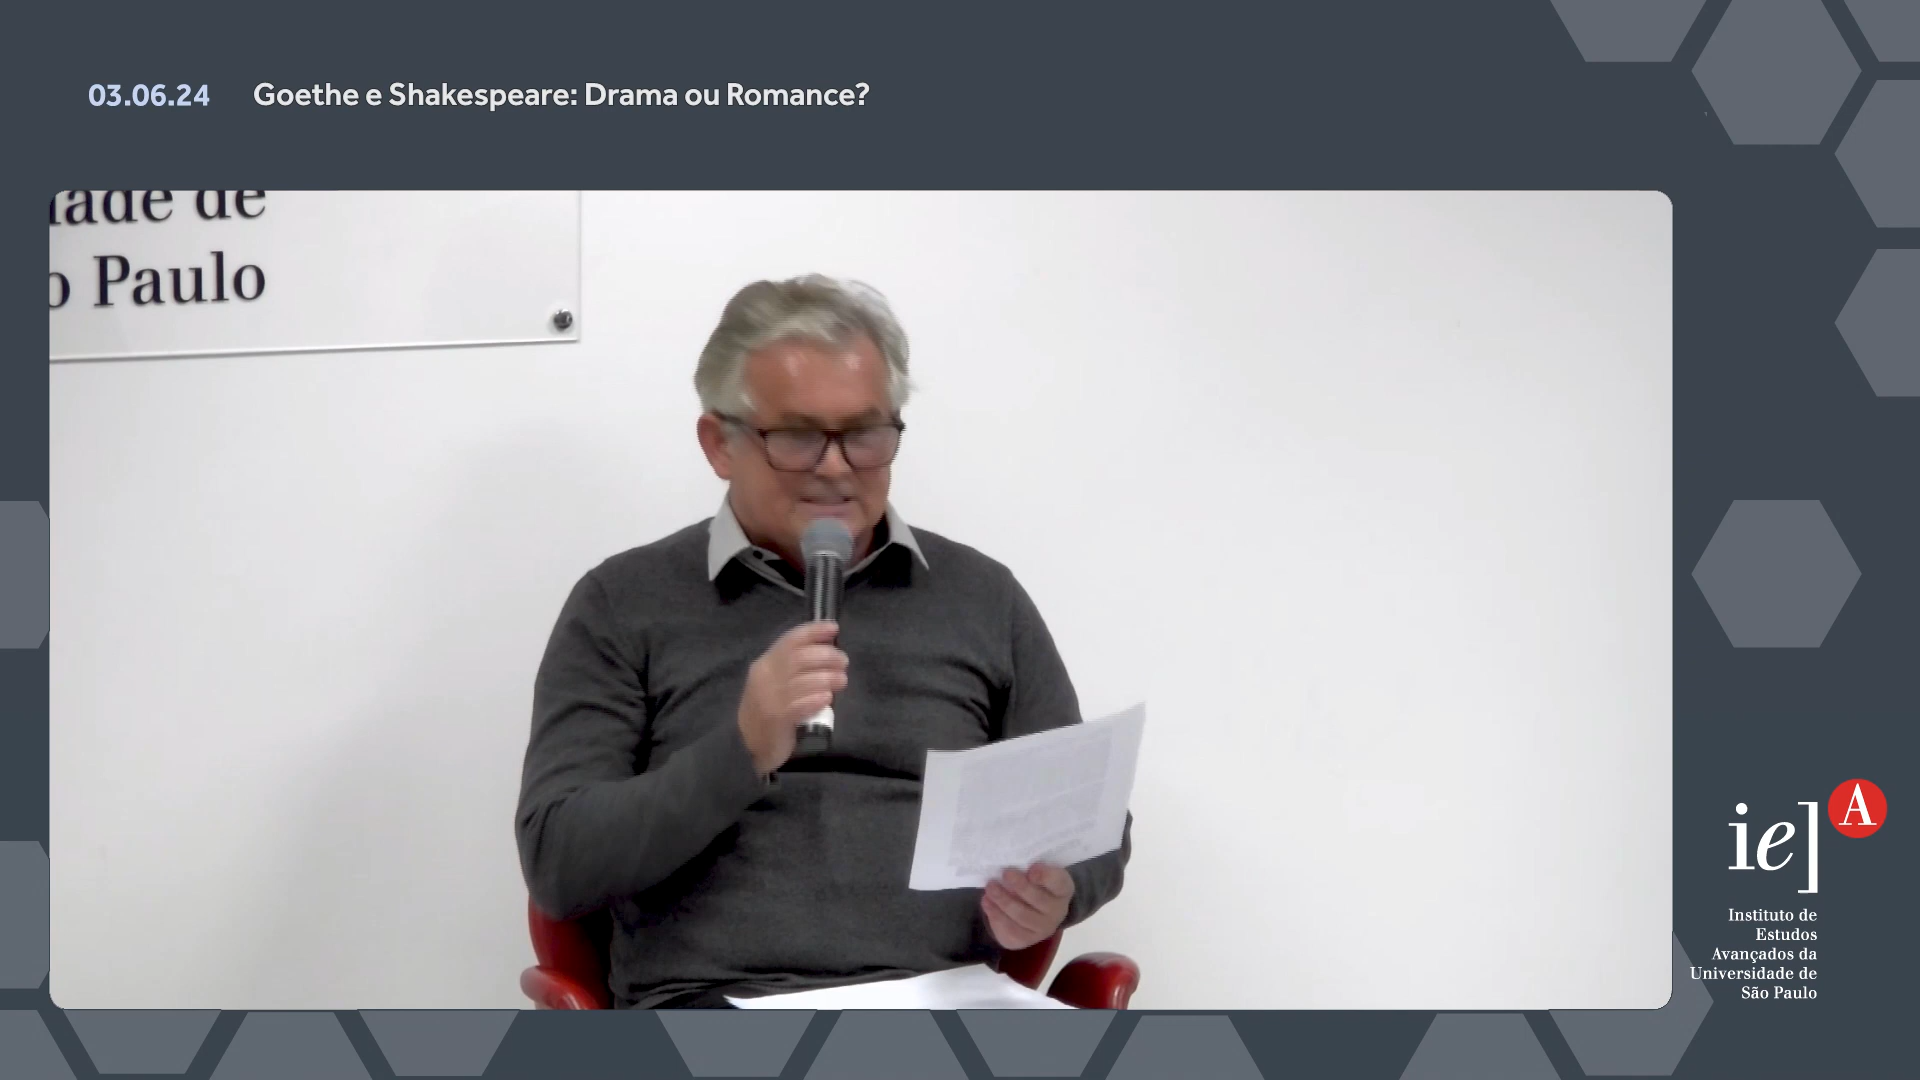 03.06.24 Goethe e Shakespeare: Drama ou Romance?
dade de
o Paulo
ie] A
Instituto de
Estudos
Avançados da
Universidade de
São Paulo